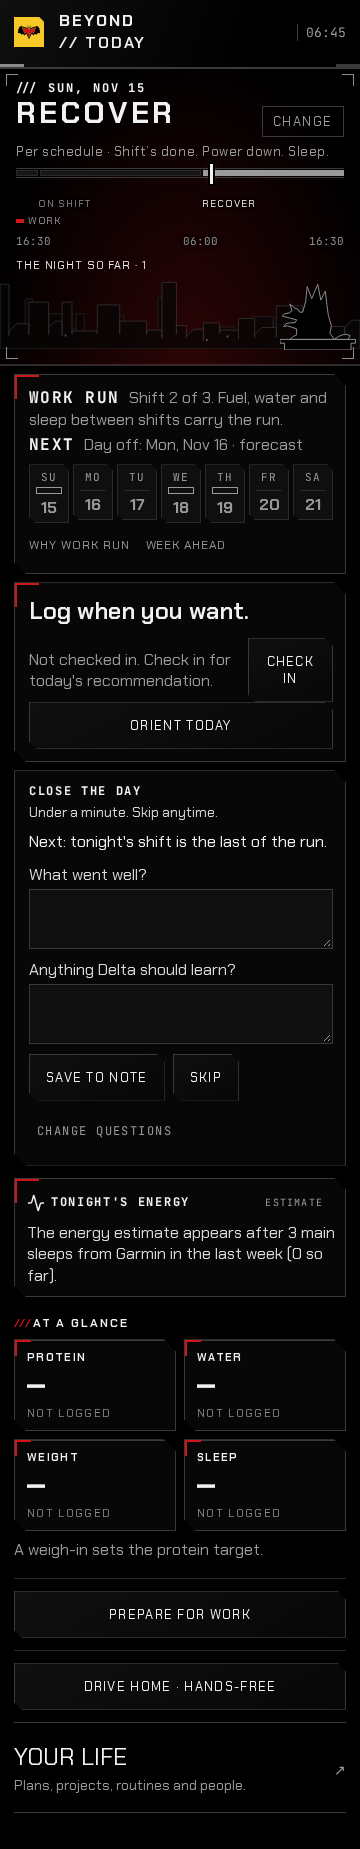 BEYOND
// TODAY
06:45
/// SUN, NOV 15
RECOVER
CHANGE
Per schedule · Shift's done. Power down. Sleep.
ON SHIFT RECOVER
WORK
16:30 06:00 16:30
THE NIGHT SO FAR · 1
WORK RUN Shift 2 of 3. Fuel, water and
sleep between shifts carry the run.
NEXT Day off: Mon, Nov 16 · forecast
SU MO TU WE TH FR SA
15 16 17 18 19 20 21
WHY WORK RUN WEEK AHEAD
Log when you want.
Not checked in. Check in for
today's recommendation.
CHECK
IN
ORIENT TODAY
CLOSE THE DAY
Under a minute. Skip anytime.
Next: tonight's shift is the last of the run.
What went well?
Anything Delta should learn?
SAVE TO NOTE SKIP
CHANGE QUESTIONS
TONIGHT'S ENERGY ESTIMATE
The energy estimate appears after 3 main
sleeps from Garmin in the last week (0 so
far).
///AT A GLANCE
PROTEIN WATER
— —
NOT LOGGED NOT LOGGED
WEIGHT SLEEP
— —
NOT LOGGED NOT LOGGED
A weigh-in sets the protein target.
PREPARE FOR WORK
DRIVE HOME · HANDS-FREE
YOUR LIFE
Plans, projects, routines and people.
↗